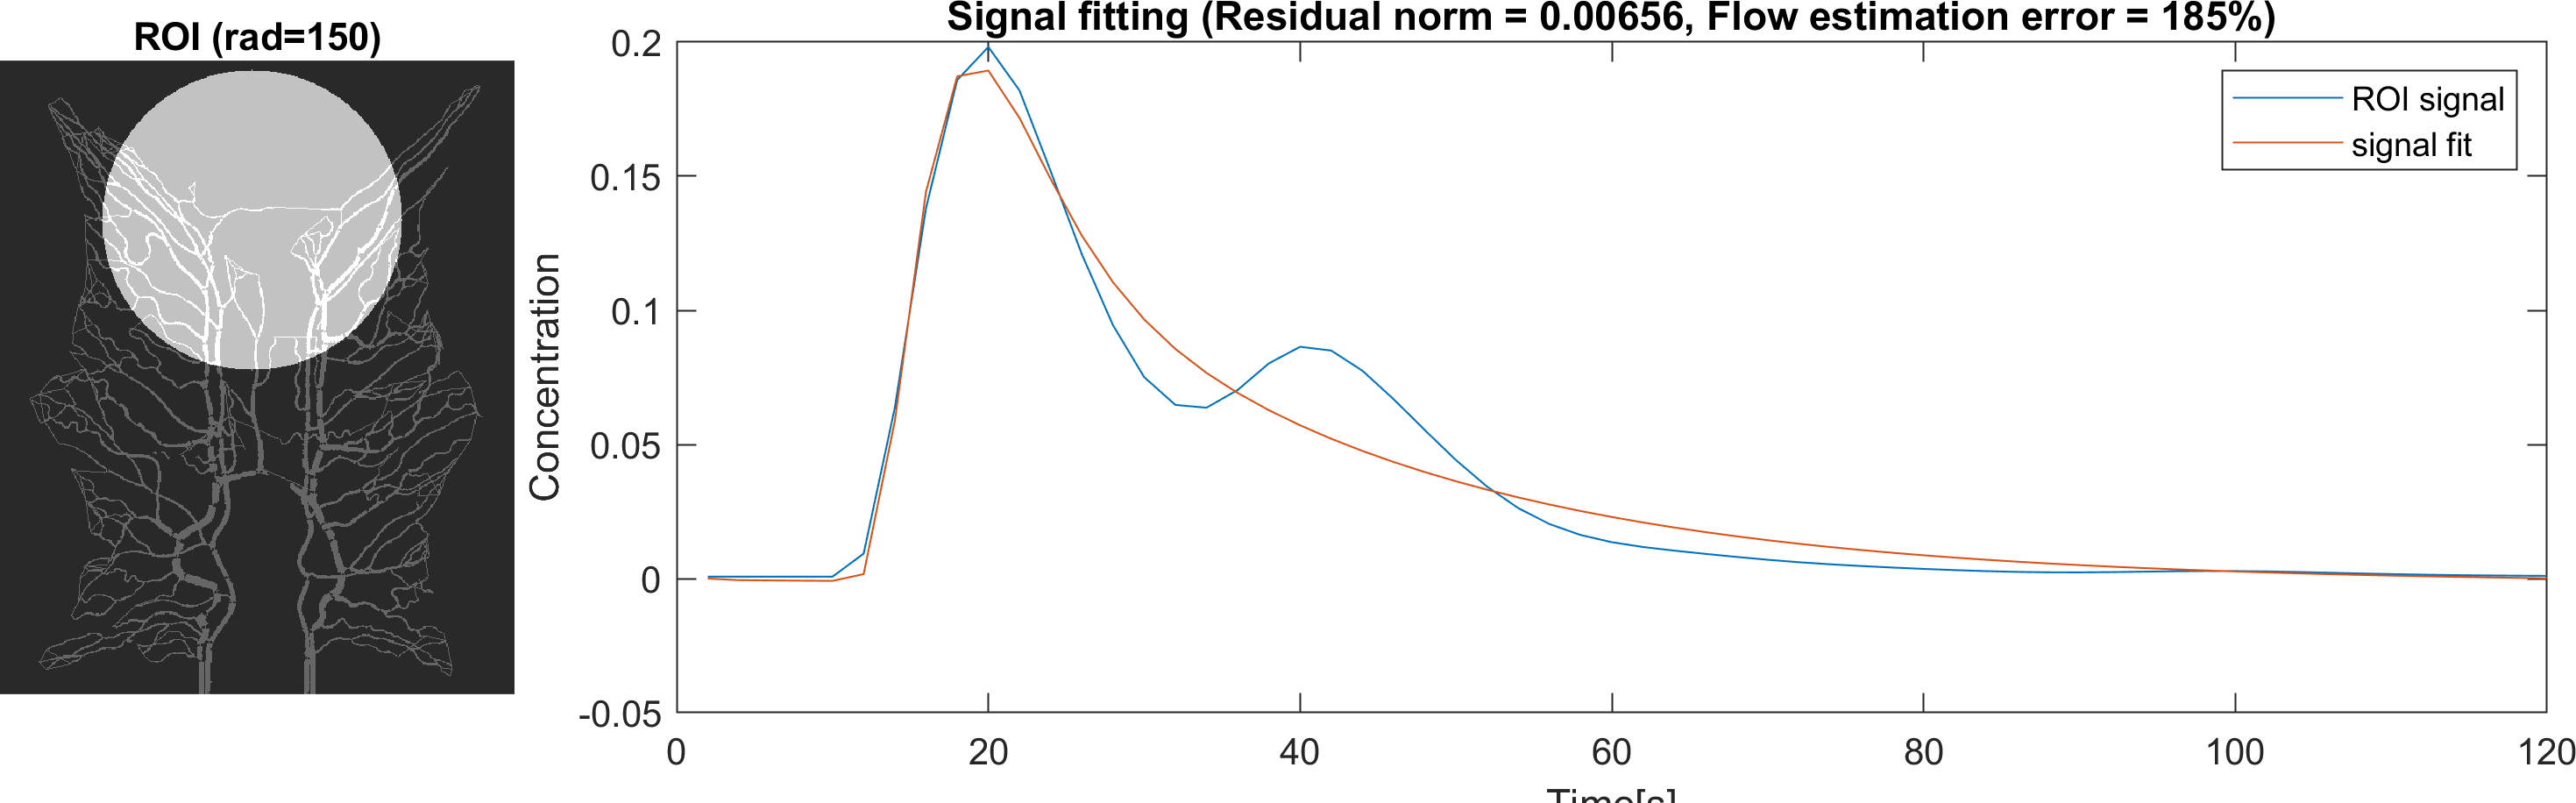 ROI (rad=150)
Signal fitting (Residual norm = 0.00656, Flow estimation error = 185%)
0.2
0.15
0.1
0.05
0
-0.05
Concentration
ROI signal
signal fit
0 20 40 60 80 100 120
Time[s]